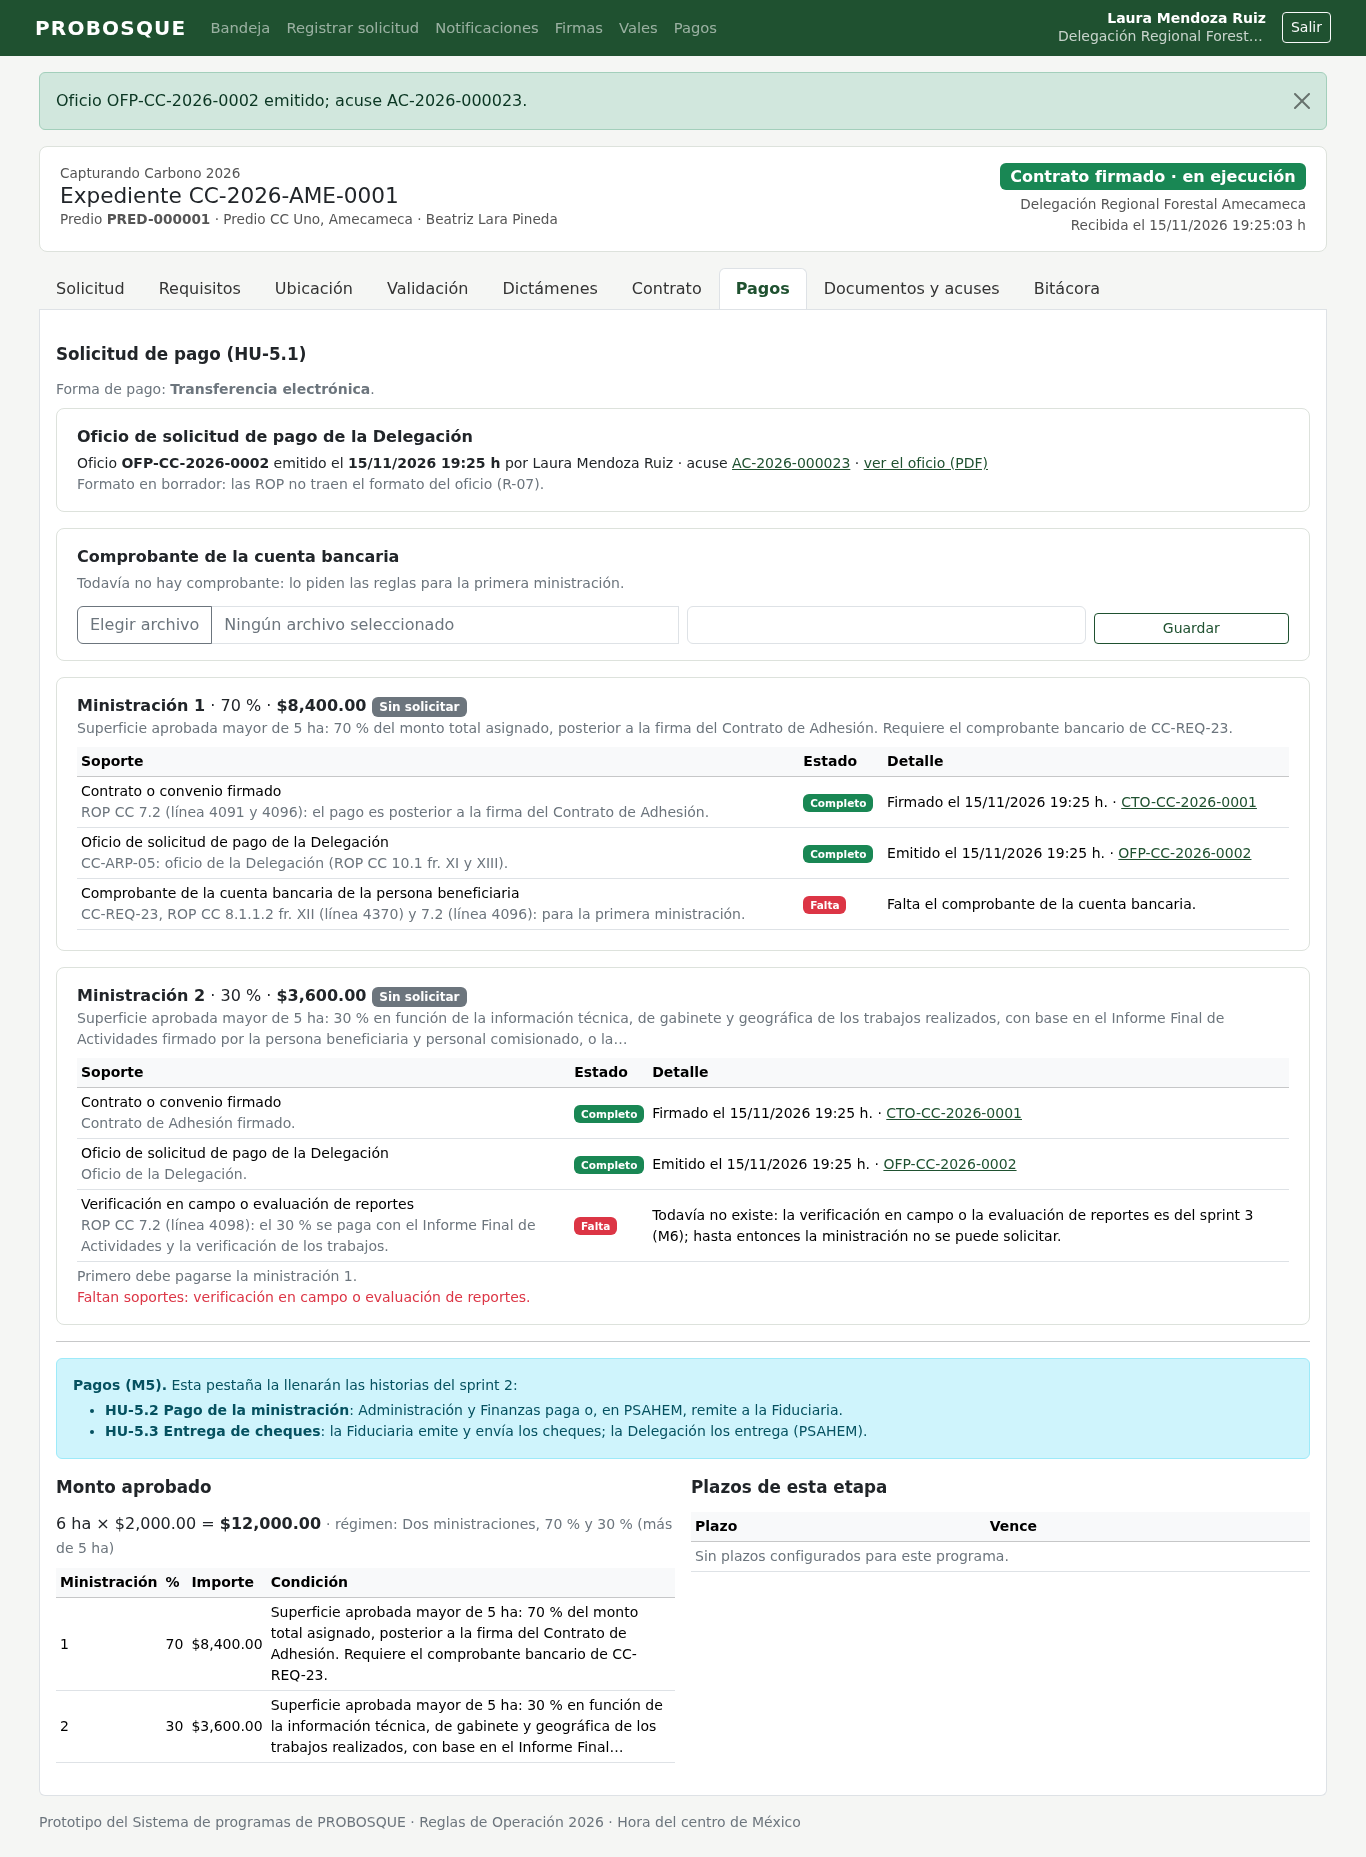 PROBOSQUE Bandeja Registrar solicitud Notificaciones Firmas Vales Pagos
Laura Mendoza Ruiz
Delegación Regional Forest…
Salir
Oficio OFP-CC-2026-0002 emitido; acuse AC-2026-000023.
Capturando Carbono 2026
Expediente CC-2026-AME-0001
Predio PRED-000001 · Predio CC Uno, Amecameca · Beatriz Lara Pineda
Contrato firmado · en ejecución
Delegación Regional Forestal Amecameca
Recibida el 15/11/2026 19:25:03 h
Solicitud Requisitos Ubicación Validación Dictámenes Contrato Pagos Documentos y acuses Bitácora
Solicitud de pago (HU-5.1)
Forma de pago: Transferencia electrónica.
Oficio de solicitud de pago de la Delegación
Oficio OFP-CC-2026-0002 emitido el 15/11/2026 19:25 h por Laura Mendoza Ruiz · acuse AC-2026-000023 · ver el oficio (PDF)
Formato en borrador: las ROP no traen el formato del oficio (R-07).
Comprobante de la cuenta bancaria
Todavía no hay comprobante: lo piden las reglas para la primera ministración.
Elegir archivo Ningún archivo seleccionado Guardar
Ministración 1 · 70 % · $8,400.00 Sin solicitar
Superficie aprobada mayor de 5 ha: 70 % del monto total asignado, posterior a la firma del Contrato de Adhesión. Requiere el comprobante bancario de CC-REQ-23.
Soporte Estado Detalle
Contrato o convenio firmado
ROP CC 7.2 (línea 4091 y 4096): el pago es posterior a la firma del Contrato de Adhesión.
Completo Firmado el 15/11/2026 19:25 h. · CTO-CC-2026-0001
Oficio de solicitud de pago de la Delegación
CC-ARP-05: oficio de la Delegación (ROP CC 10.1 fr. XI y XIII).
Completo Emitido el 15/11/2026 19:25 h. · OFP-CC-2026-0002
Comprobante de la cuenta bancaria de la persona beneficiaria
CC-REQ-23, ROP CC 8.1.1.2 fr. XII (línea 4370) y 7.2 (línea 4096): para la primera ministración.
Falta Falta el comprobante de la cuenta bancaria.
Ministración 2 · 30 % · $3,600.00 Sin solicitar
Superficie aprobada mayor de 5 ha: 30 % en función de la información técnica, de gabinete y geográfica de los trabajos realizados, con base en el Informe Final de
Actividades firmado por la persona beneficiaria y personal comisionado, o la…
Soporte Estado Detalle
Contrato o convenio firmado
Contrato de Adhesión firmado.
Completo Firmado el 15/11/2026 19:25 h. · CTO-CC-2026-0001
Oficio de solicitud de pago de la Delegación
Oficio de la Delegación.
Completo Emitido el 15/11/2026 19:25 h. · OFP-CC-2026-0002
Verificación en campo o evaluación de reportes
ROP CC 7.2 (línea 4098): el 30 % se paga con el Informe Final de
Actividades y la verificación de los trabajos.
Falta
Todavía no existe: la verificación en campo o la evaluación de reportes es del sprint 3
(M6); hasta entonces la ministración no se puede solicitar.
Primero debe pagarse la ministración 1.
Faltan soportes: verificación en campo o evaluación de reportes.
Pagos (M5). Esta pestaña la llenarán las historias del sprint 2:
• HU-5.2 Pago de la ministración: Administración y Finanzas paga o, en PSAHEM, remite a la Fiduciaria.
• HU-5.3 Entrega de cheques: la Fiduciaria emite y envía los cheques; la Delegación los entrega (PSAHEM).
Monto aprobado
6 ha × $2,000.00 = $12,000.00 · régimen: Dos ministraciones, 70 % y 30 % (más
de 5 ha)
Ministración % Importe Condición
1 70 $8,400.00
Superficie aprobada mayor de 5 ha: 70 % del monto
total asignado, posterior a la firma del Contrato de
Adhesión. Requiere el comprobante bancario de CC-
REQ-23.
2 30 $3,600.00
Superficie aprobada mayor de 5 ha: 30 % en función de
la información técnica, de gabinete y geográfica de los
trabajos realizados, con base en el Informe Final…
Plazos de esta etapa
Plazo Vence
Sin plazos configurados para este programa.
Prototipo del Sistema de programas de PROBOSQUE · Reglas de Operación 2026 · Hora del centro de México